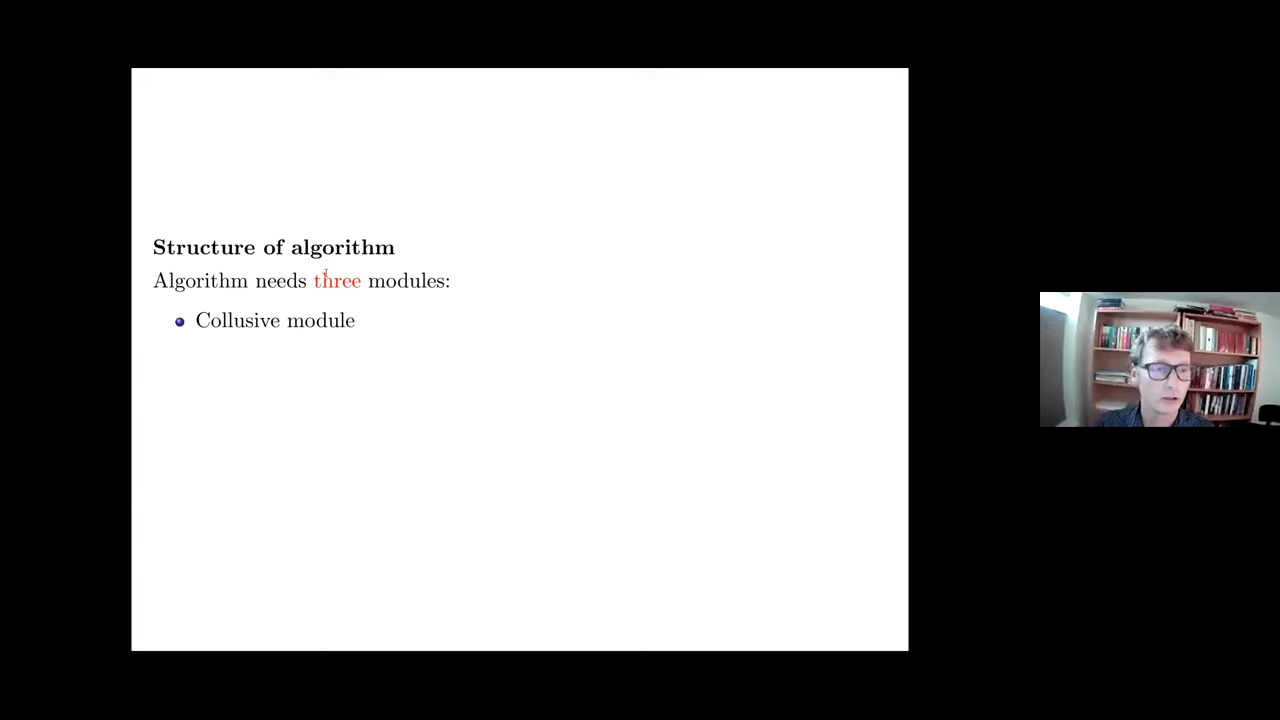 Structure of algorithm
Algorithm needs three modules:
Collusive module